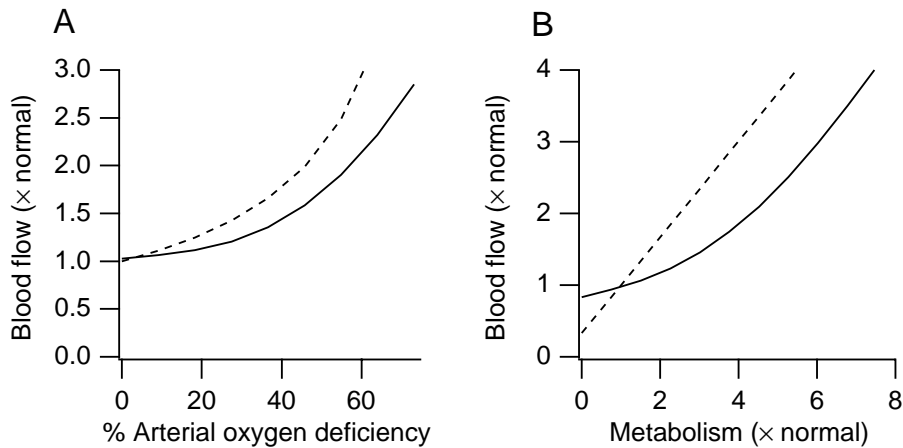 A
Blood flow (× normal)
3.0
2.5
2.0
1.5
1.0
0.5
0.0
0 20 40 60
% Arterial oxygen deficiency
B
Blood flow (× normal)
4
3
2
1
0
0 2 4 6 8
Metabolism (× normal)